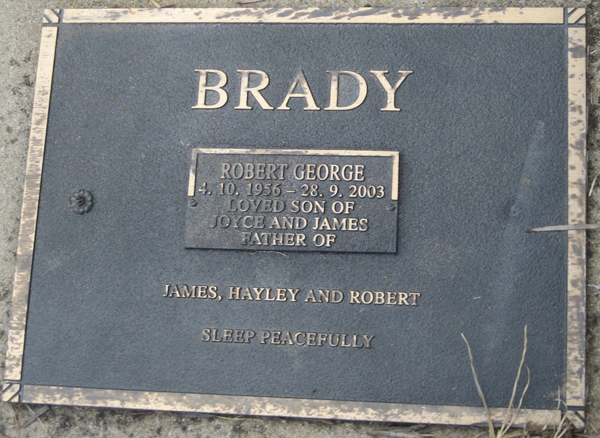 BRADY
ROBERT GEORGE
4. 10. 1956 – 28. 9. 2003
LOVED SON OF
JOYCE AND JAMES
FATHER OF
JAMES, HAYLEY AND ROBERT
SLEEP PEACEFULLY